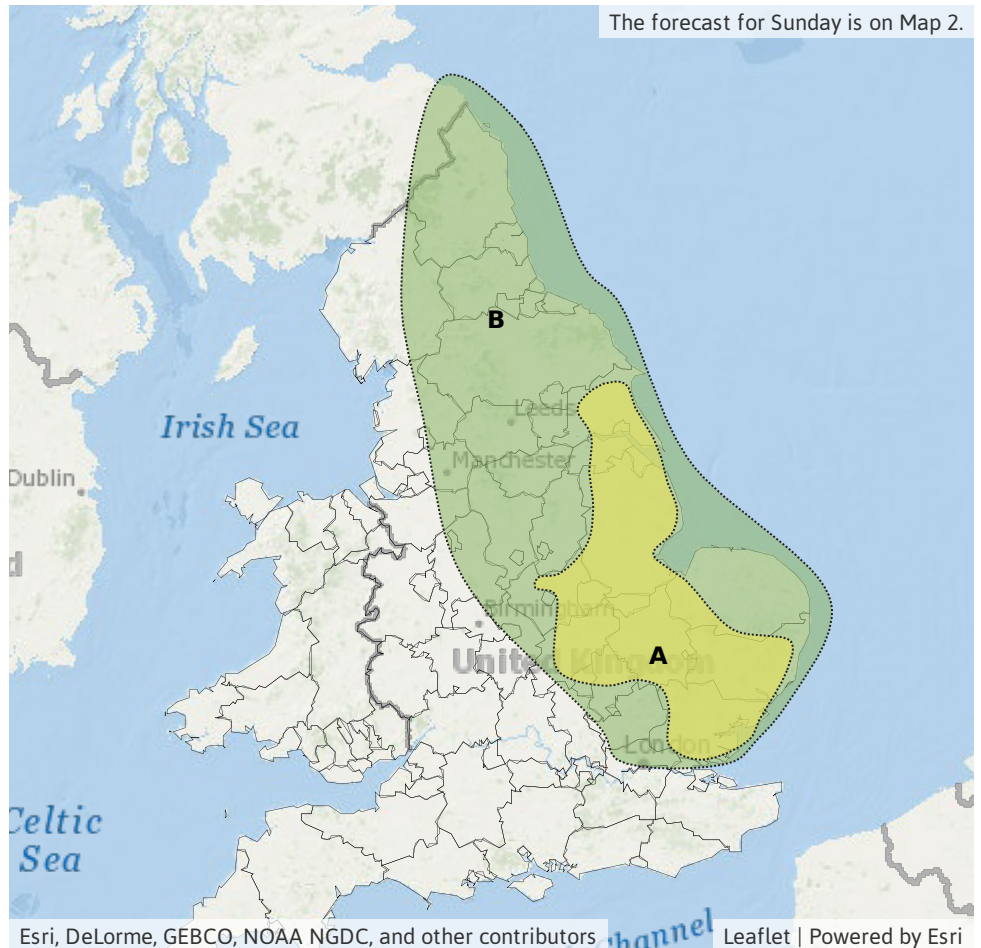 The forecast for Sunday is on Map 2.
B
Leeds
Irish Sea
Manchester
Dublin
d
Birmingham
A
United Kingdom
London
Celtic
Sea
Channel
Esri, DeLorme, GEBCO, NOAA NGDC, and other contributors
Leaflet | Powered by Esri